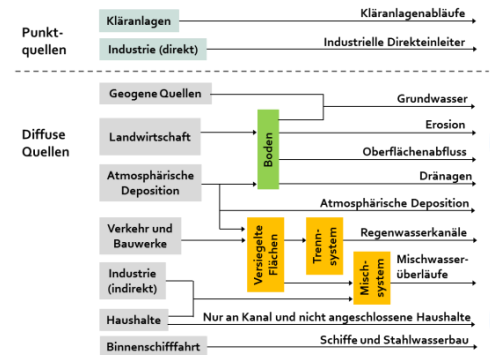 Punkt-
quellen
Kläranlagen
Kläranlagenabläufe
Industrie (direkt)
Industrielle Direkteinleiter
Diffuse
Quellen
Geogene Quellen
Grundwasser
Landwirtschaft
Boden
Erosion
Oberflächenabfluss
Atmosphärische
Deposition
Dränagen
Atmosphärische Deposition
Verkehr und
Bauwerke
Versiegelte
Flächen
Trenn-
system
Regenwasserkanäle
Industrie
(indirekt)
Misch-
system
Mischwasser-
überläufe
Haushalte
Nur an Kanal und nicht angeschlossene Haushalte
Binnenschifffahrt
Schiffe und Stahlwasserbau